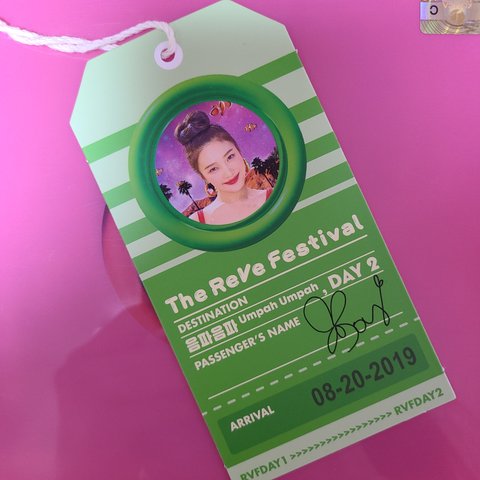 The ReVe Festival
DESTINATION
음파음파 Umpah Umpah, DAY 2
PASSENGER'S NAME
Joy
ARRIVAL 08-20-2019
RVFDAY1 >>>>>>>>>>>>>>>>>> RVFDAY2
C